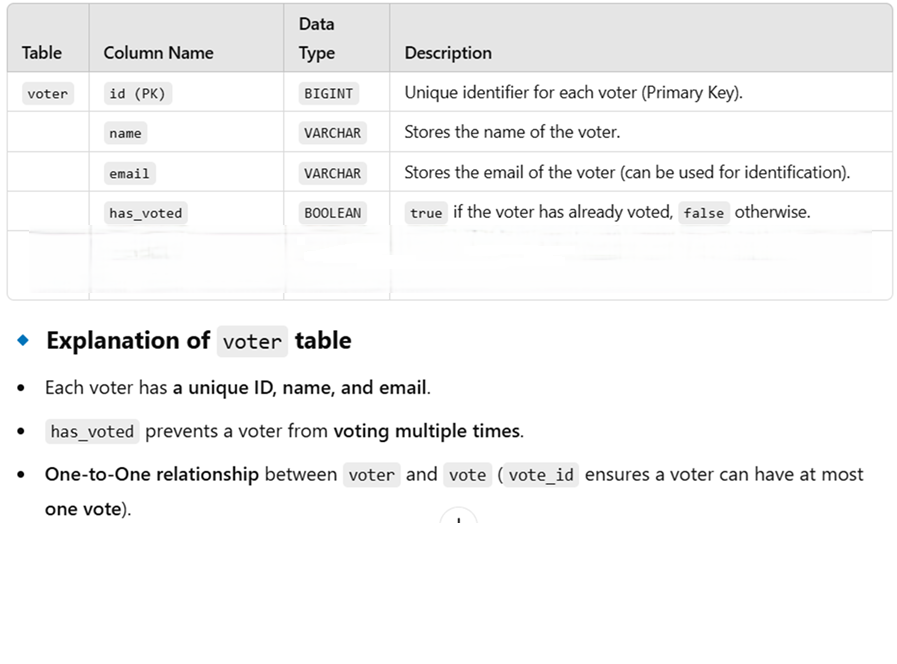 Table Column Name Data Type Description
voter id (PK) BIGINT Unique identifier for each voter (Primary Key).
name VARCHAR Stores the name of the voter.
email VARCHAR Stores the email of the voter (can be used for identification).
has_voted BOOLEAN true if the voter has already voted, false otherwise.
Explanation of voter table
Each voter has a unique ID, name, and email.
has_voted prevents a voter from voting multiple times.
One-to-One relationship between voter and vote (vote_id ensures a voter can have at most
one vote).